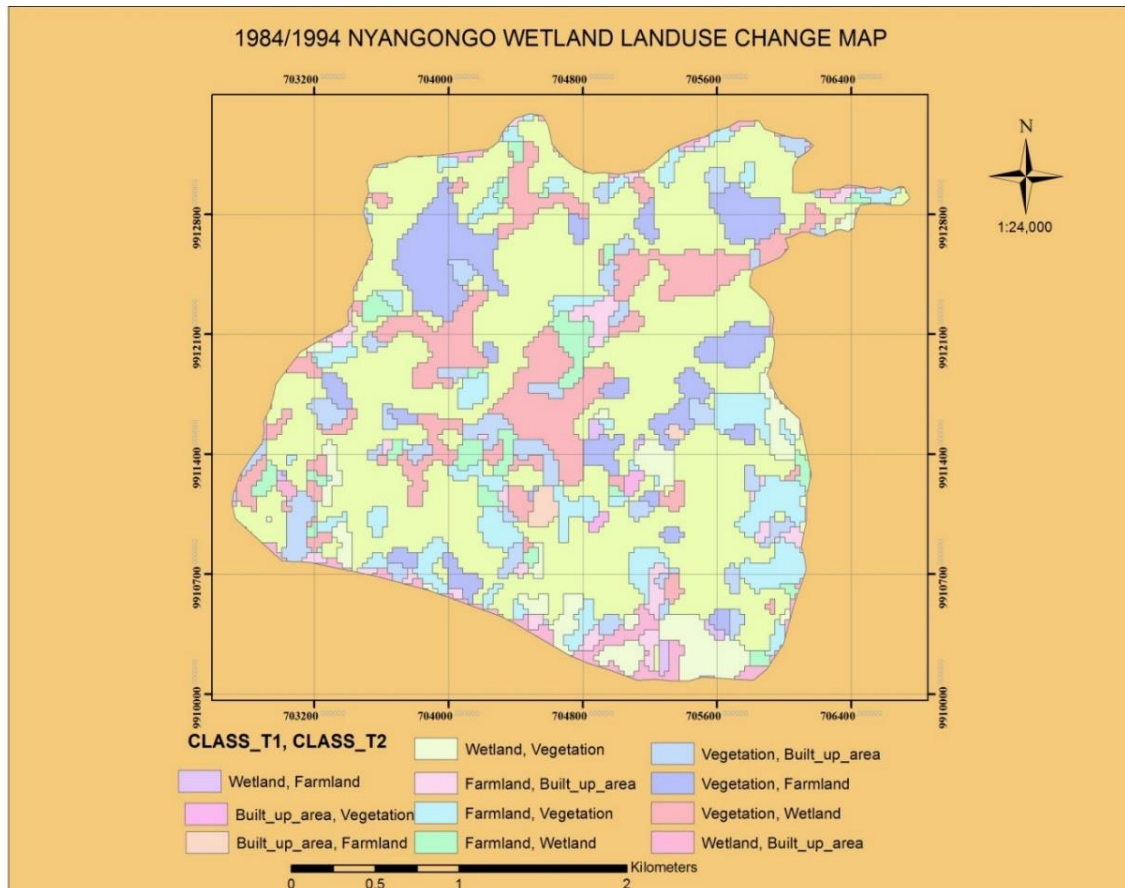 1984/1994 NYANGONGO WETLAND LANDUSE CHANGE MAP
703200 704000 704800 705600 706400
N
1:24,000
9912800 9912800
9912100 9912100
9911400 9911400
9910700 9910700
9910000 9910000
703200 704000 704800 705600 706400
CLASS_T1, CLASS_T2
Wetland, Farmland
Built_up_area, Vegetation
Built_up_area, Farmland
Wetland, Vegetation
Farmland, Built_up_area
Farmland, Vegetation
Farmland, Wetland
Vegetation, Built_up_area
Vegetation, Farmland
Vegetation, Wetland
Wetland, Built_up_area
Kilometers
0 0.5 1 2